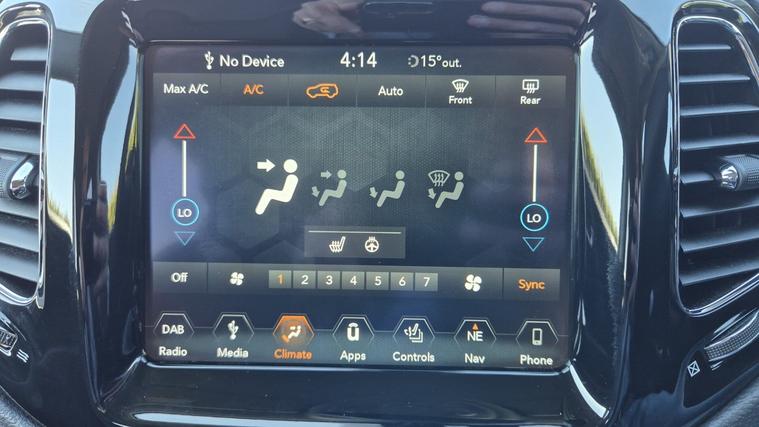 No Device 4:14 15° out.
Max A/C A/C Auto Front Rear
LO LO
Off 1 2 3 4 5 6 7 Sync
DAB NE
Radio Media Climate Apps Controls Nav Phone